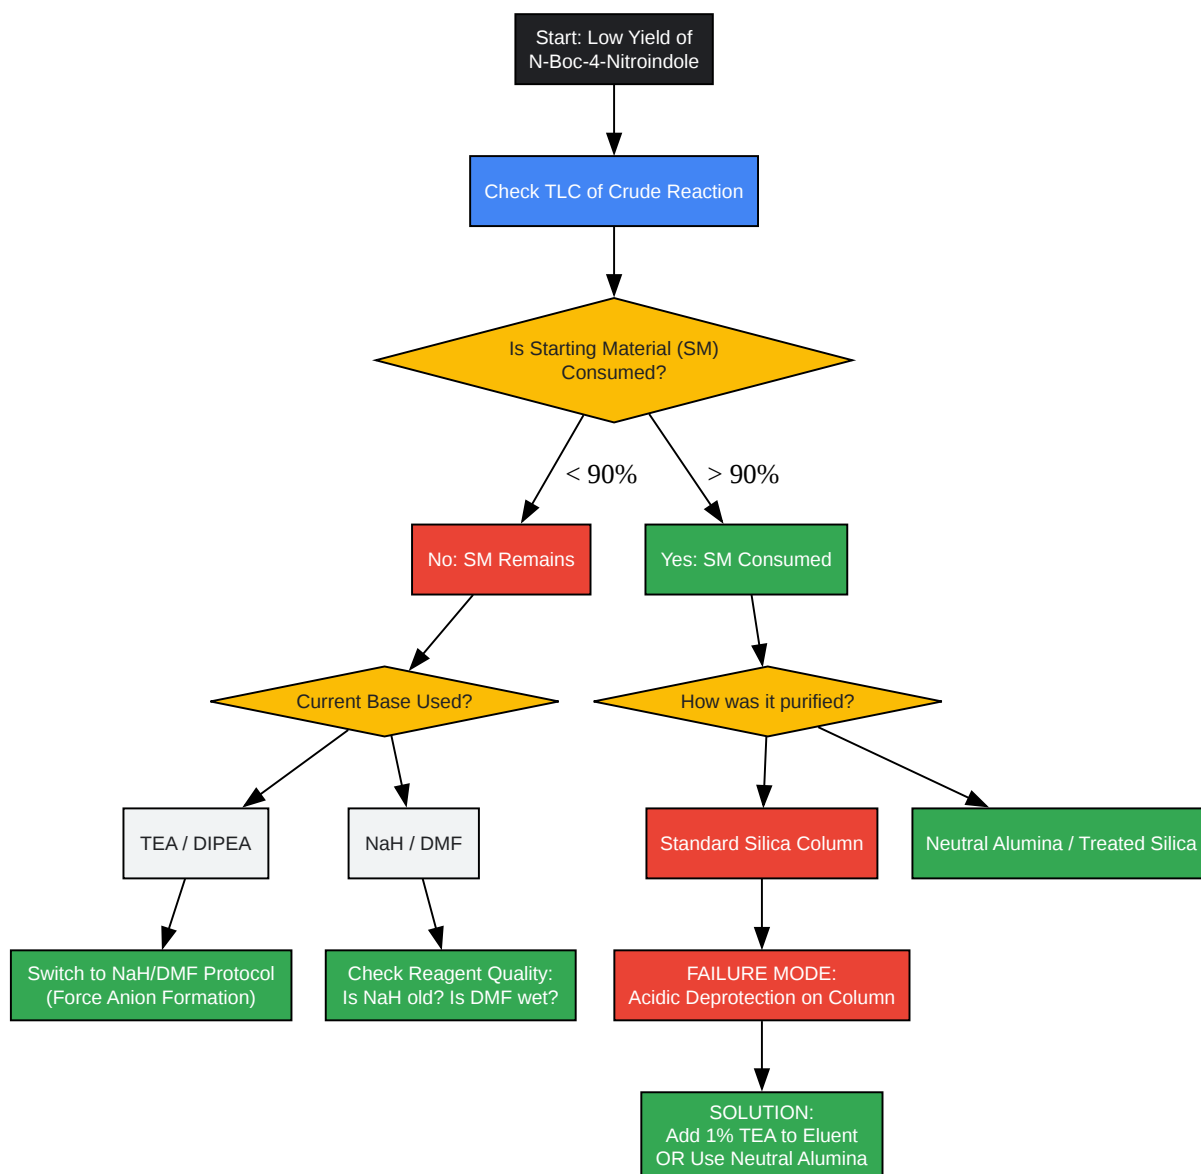 Start: Low Yield of
N-Boc-4-Nitroindole
Check TLC of Crude Reaction
Is Starting Material (SM)
Consumed?
< 90%
> 90%
No: SM Remains
Yes: SM Consumed
Current Base Used?
How was it purified?
TEA / DIPEA
NaH / DMF
Standard Silica Column
Neutral Alumina / Treated Silica
Switch to NaH/DMF Protocol
(Force Anion Formation)
Check Reagent Quality:
Is NaH old? Is DMF wet?
FAILURE MODE:
Acidic Deprotection on Column
SOLUTION:
Add 1% TEA to Eluent
OR Use Neutral Alumina